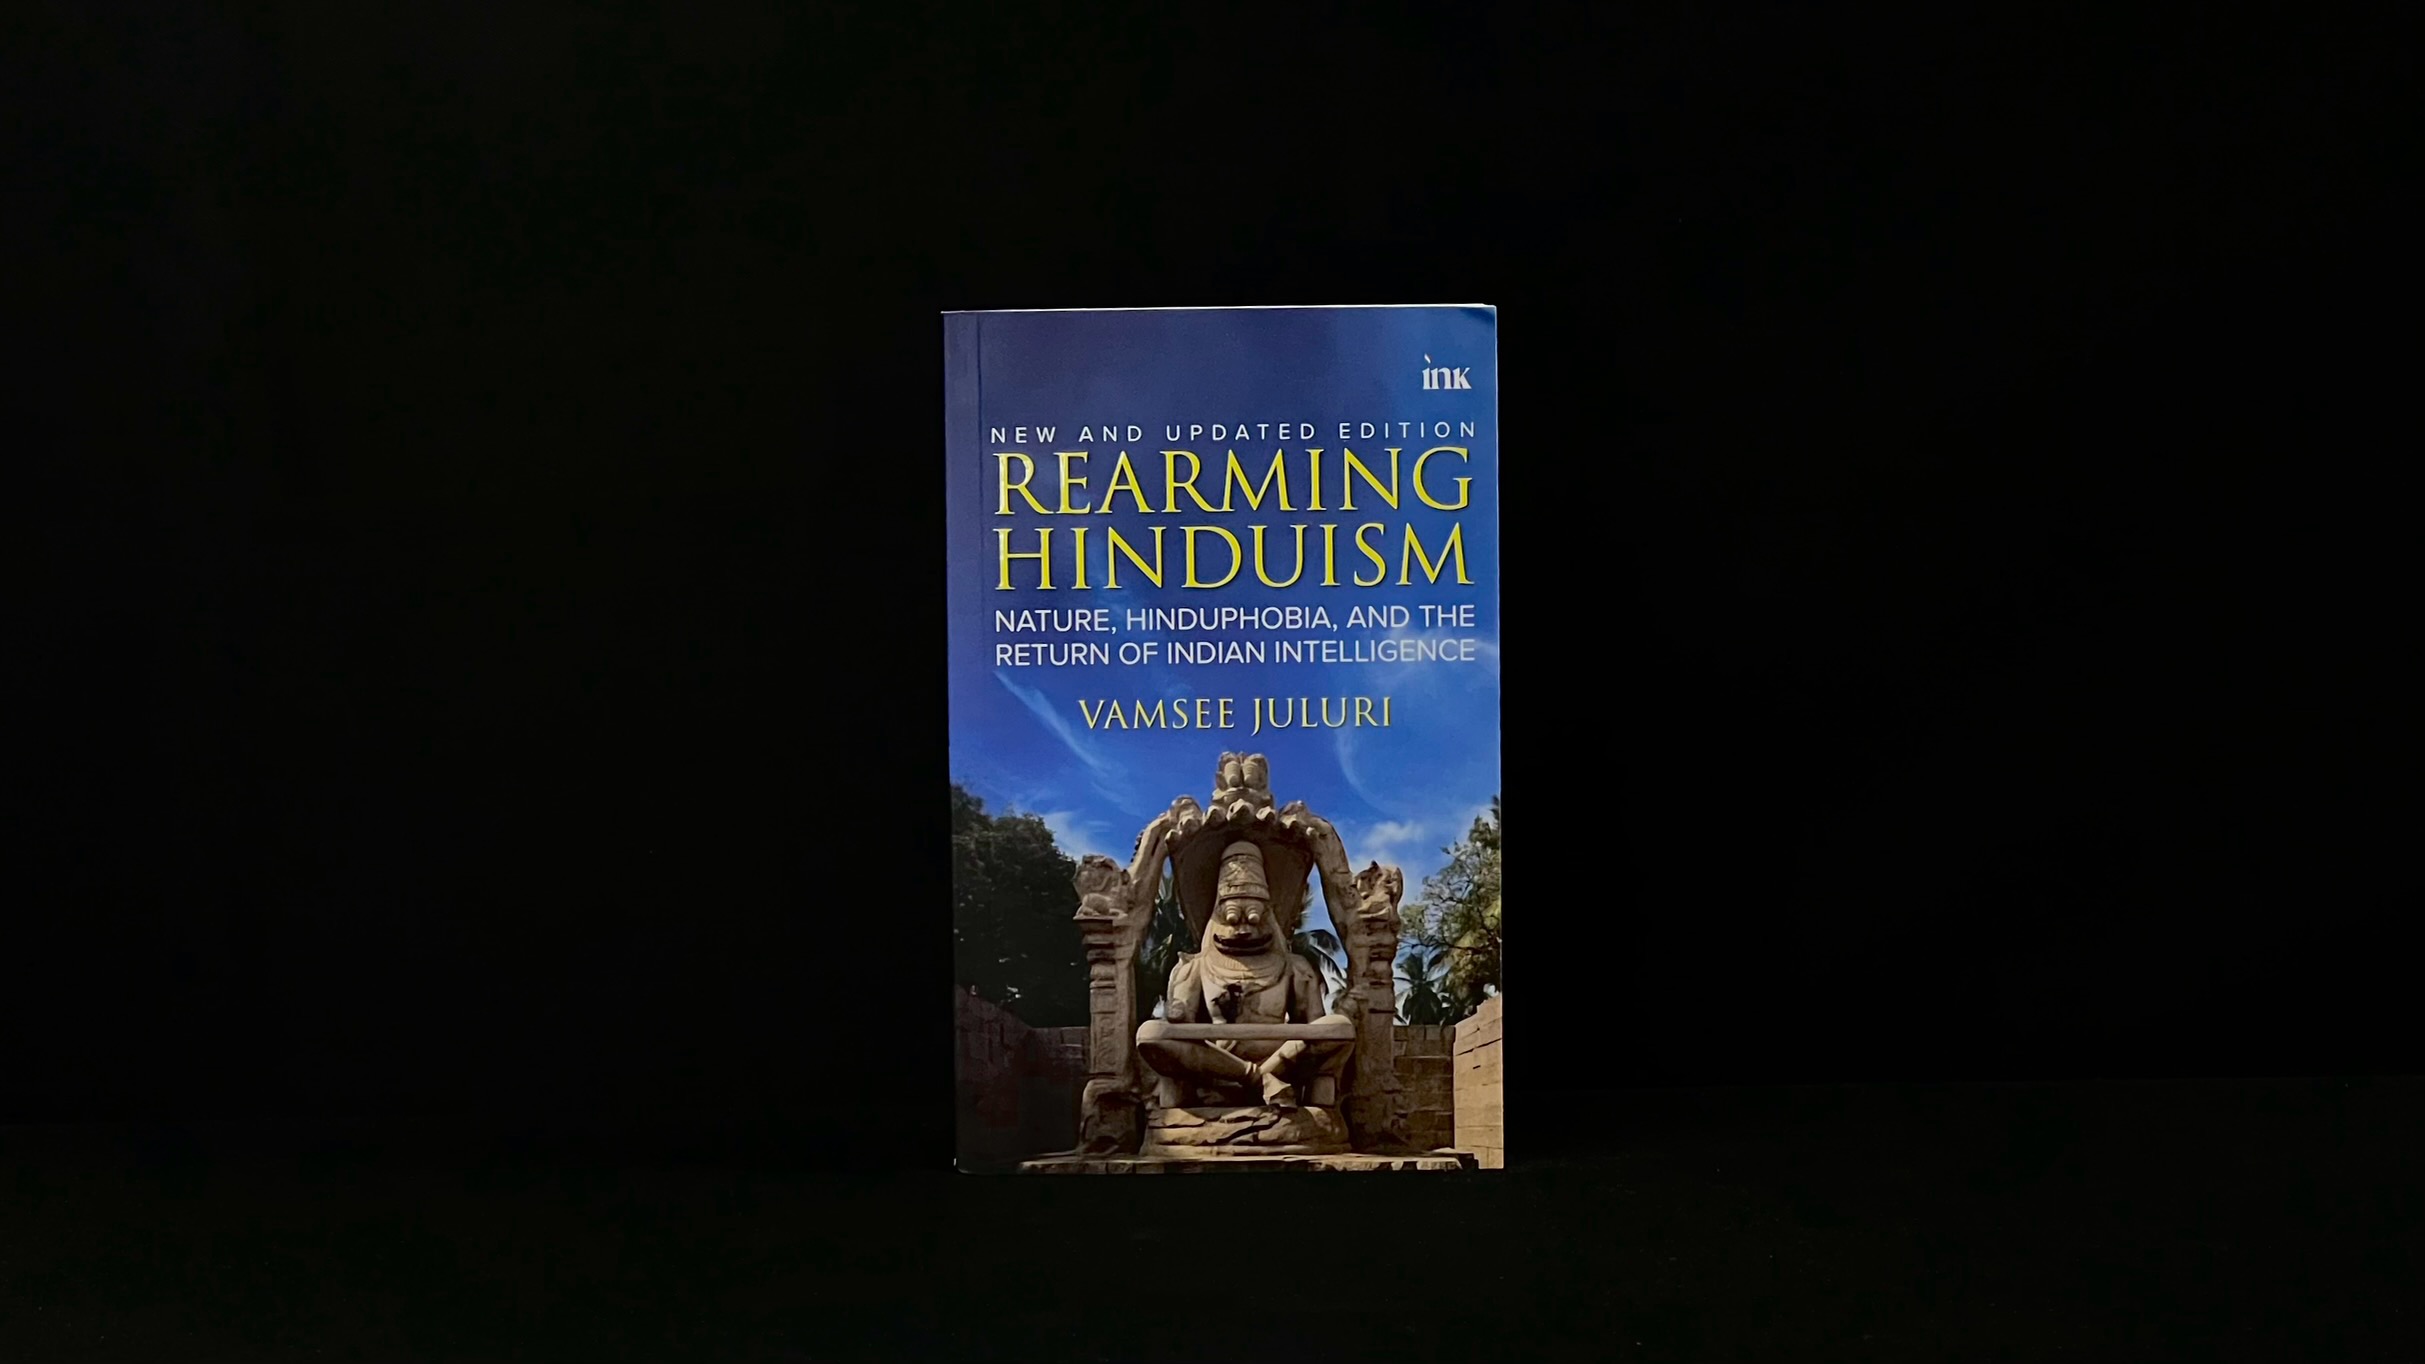 ink
NEW AND UPDATED EDITION
REARMING
HINDUISM
NATURE, HINDUPHOBIA, AND THE
RETURN OF INDIAN INTELLIGENCE
VAMSEE JULURI